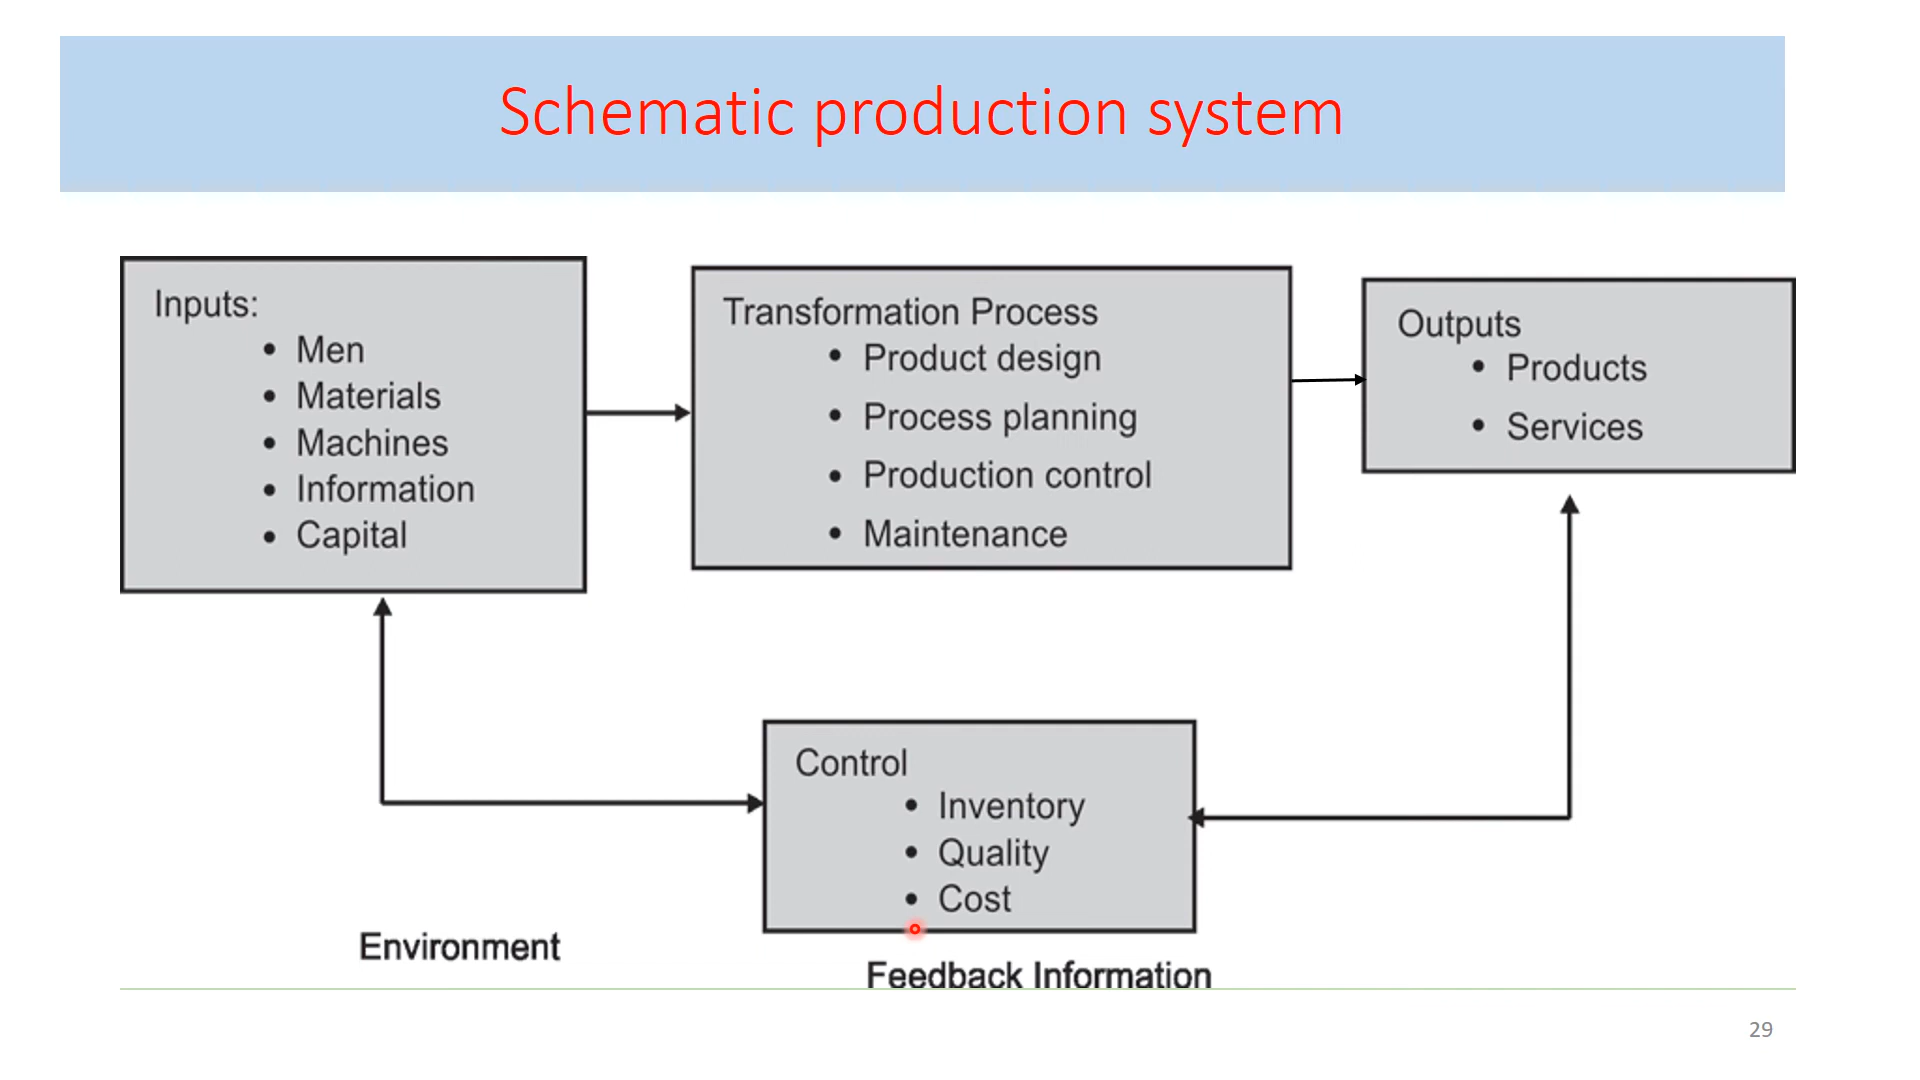 Schematic production system
Inputs:
• Men
• Materials
• Machines
• Information
• Capital
Transformation Process
• Product design
• Process planning
• Production control
• Maintenance
Outputs
• Products
• Services
Control
• Inventory
• Quality
• Cost
Environment
Feedback Information
29